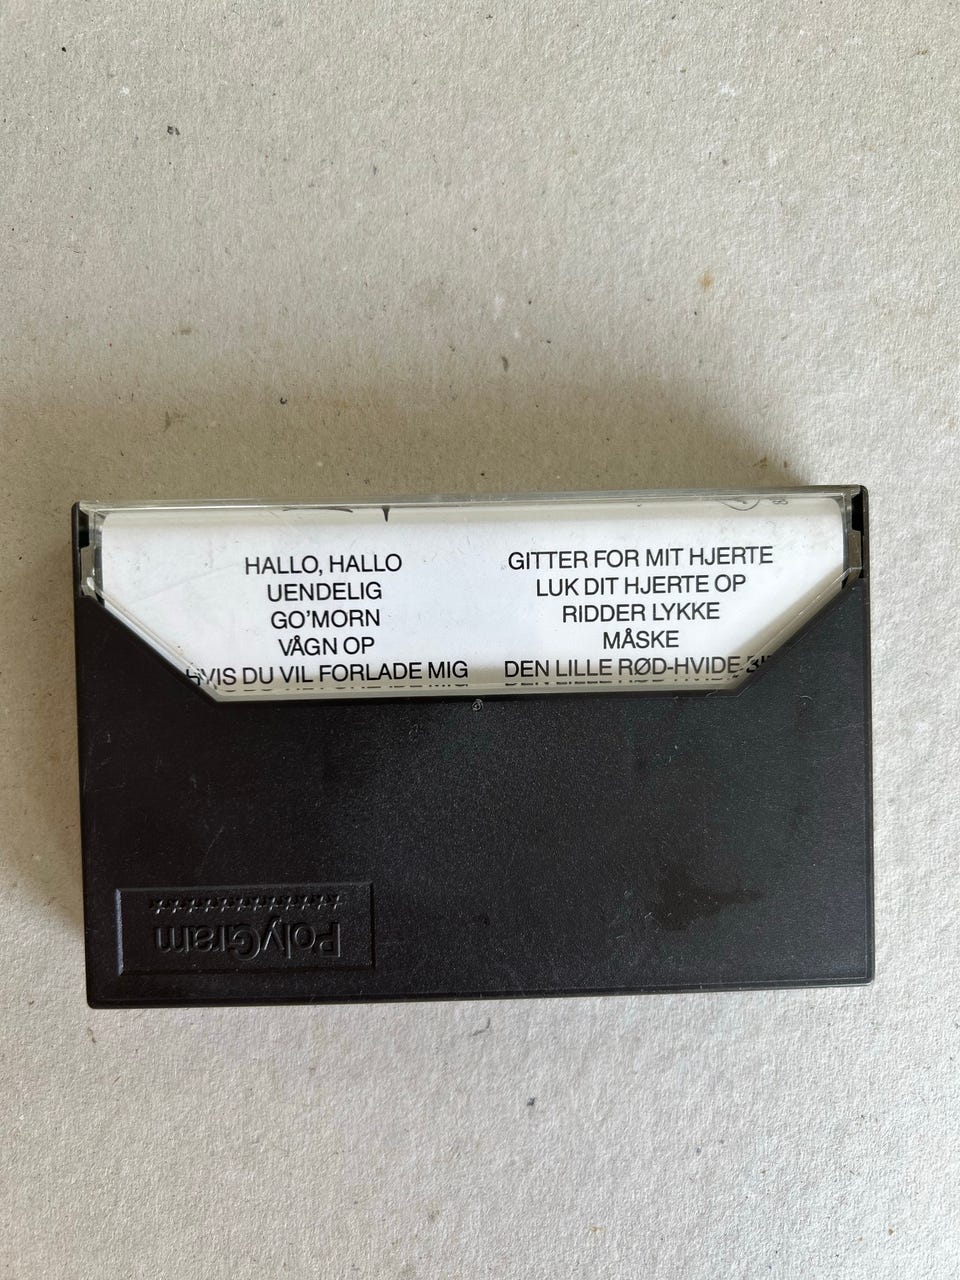 HALLO, HALLO
UENDELIG
GO'MORN
VÅGN OP
HVIS DU VIL FORLADE MIG
GITTER FOR MIT HJERTE
LUK DIT HJERTE OP
RIDDER LYKKE
MÅSKE
DEN LILLE RØD-HVIDE
PolyGram